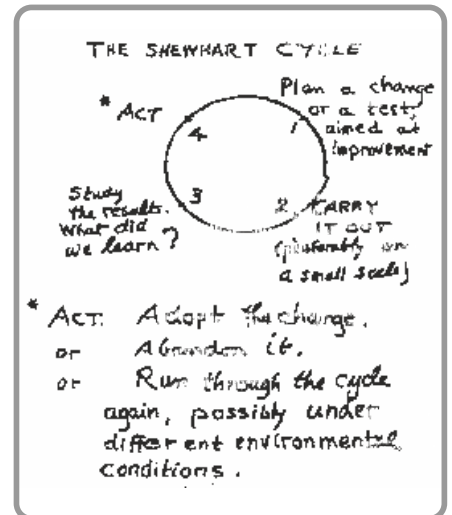 THE SHEWHART CYCLE
Plan a change
or a test,
aimed at
improvement
* ACT
4
1
3
Study
the results.
What did
we learn?
2. CARRY
IT OUT
(preferably on
a small scale)
* ACT. Adopt the change.
or Abandon it.
or Run through the cycle
again, possibly under
different environmental
conditions.